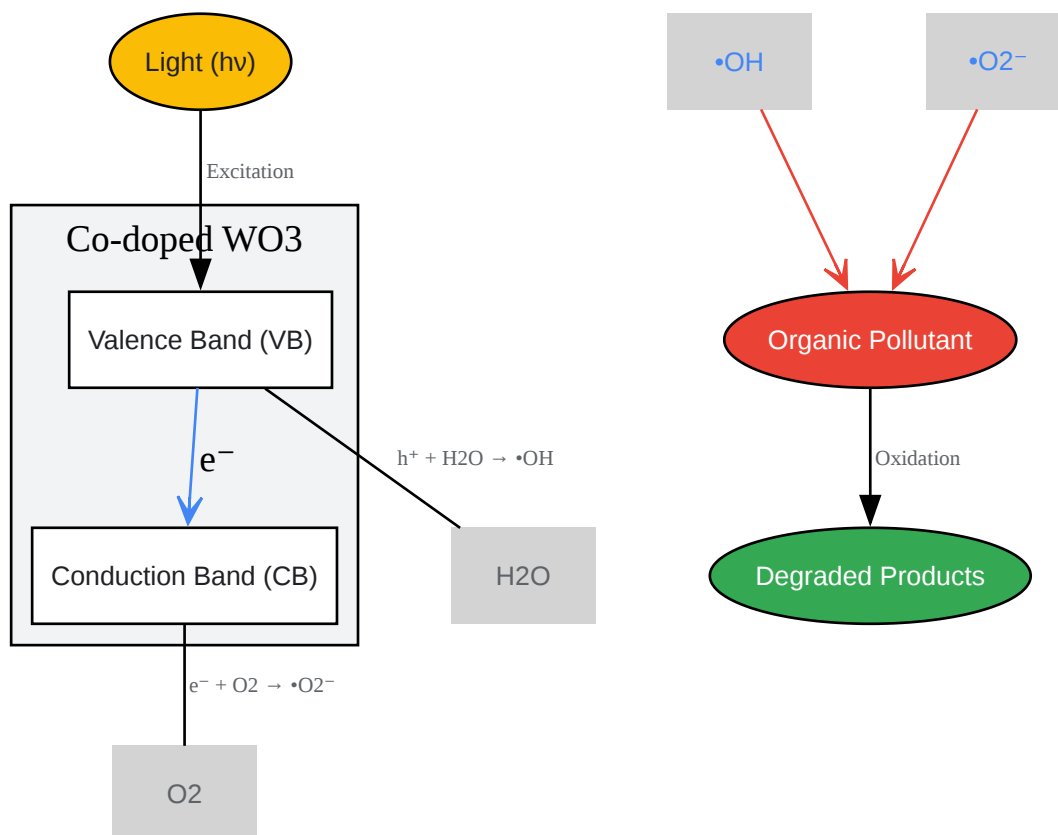 Light (hν)
•OH
•O2⁻
Excitation
Co-doped WO3
Valence Band (VB)
Organic Pollutant
e⁻
h⁺ + H2O → •OH
Oxidation
Conduction Band (CB)
H2O
Degraded Products
e⁻ + O2 → •O2⁻
O2